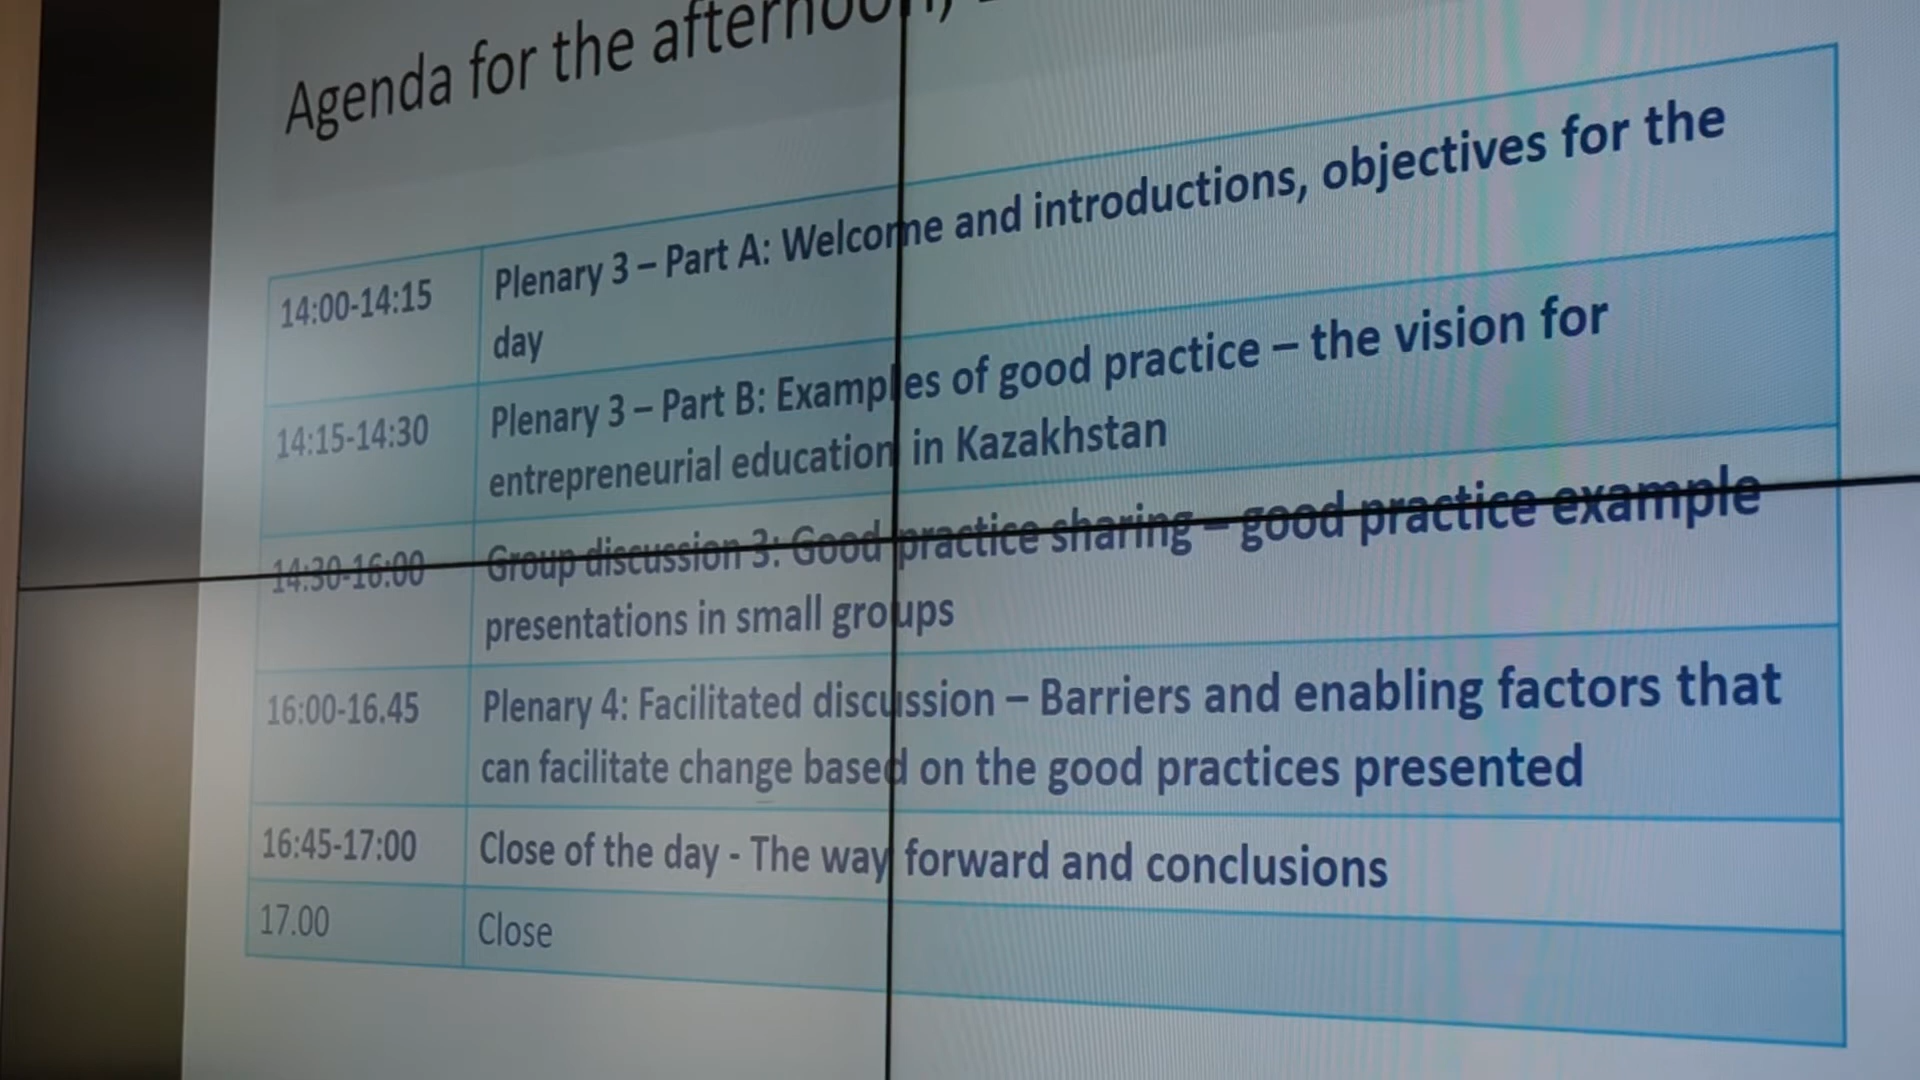 Agenda for the afternoon,
14:00-14:15
Plenary 3 – Part A: Welcome and introductions, objectives for the
day
14:15-14:30
Plenary 3 – Part B: Examples of good practice – the vision for
entrepreneurial education in Kazakhstan
14:30-16:00
Group discussion 3: Good practice sharing – good practice example
presentations in small groups
16:00-16.45
Plenary 4: Facilitated discussion – Barriers and enabling factors that
can facilitate change based on the good practices presented
16:45-17:00
Close of the day - The way forward and conclusions
17.00
Close